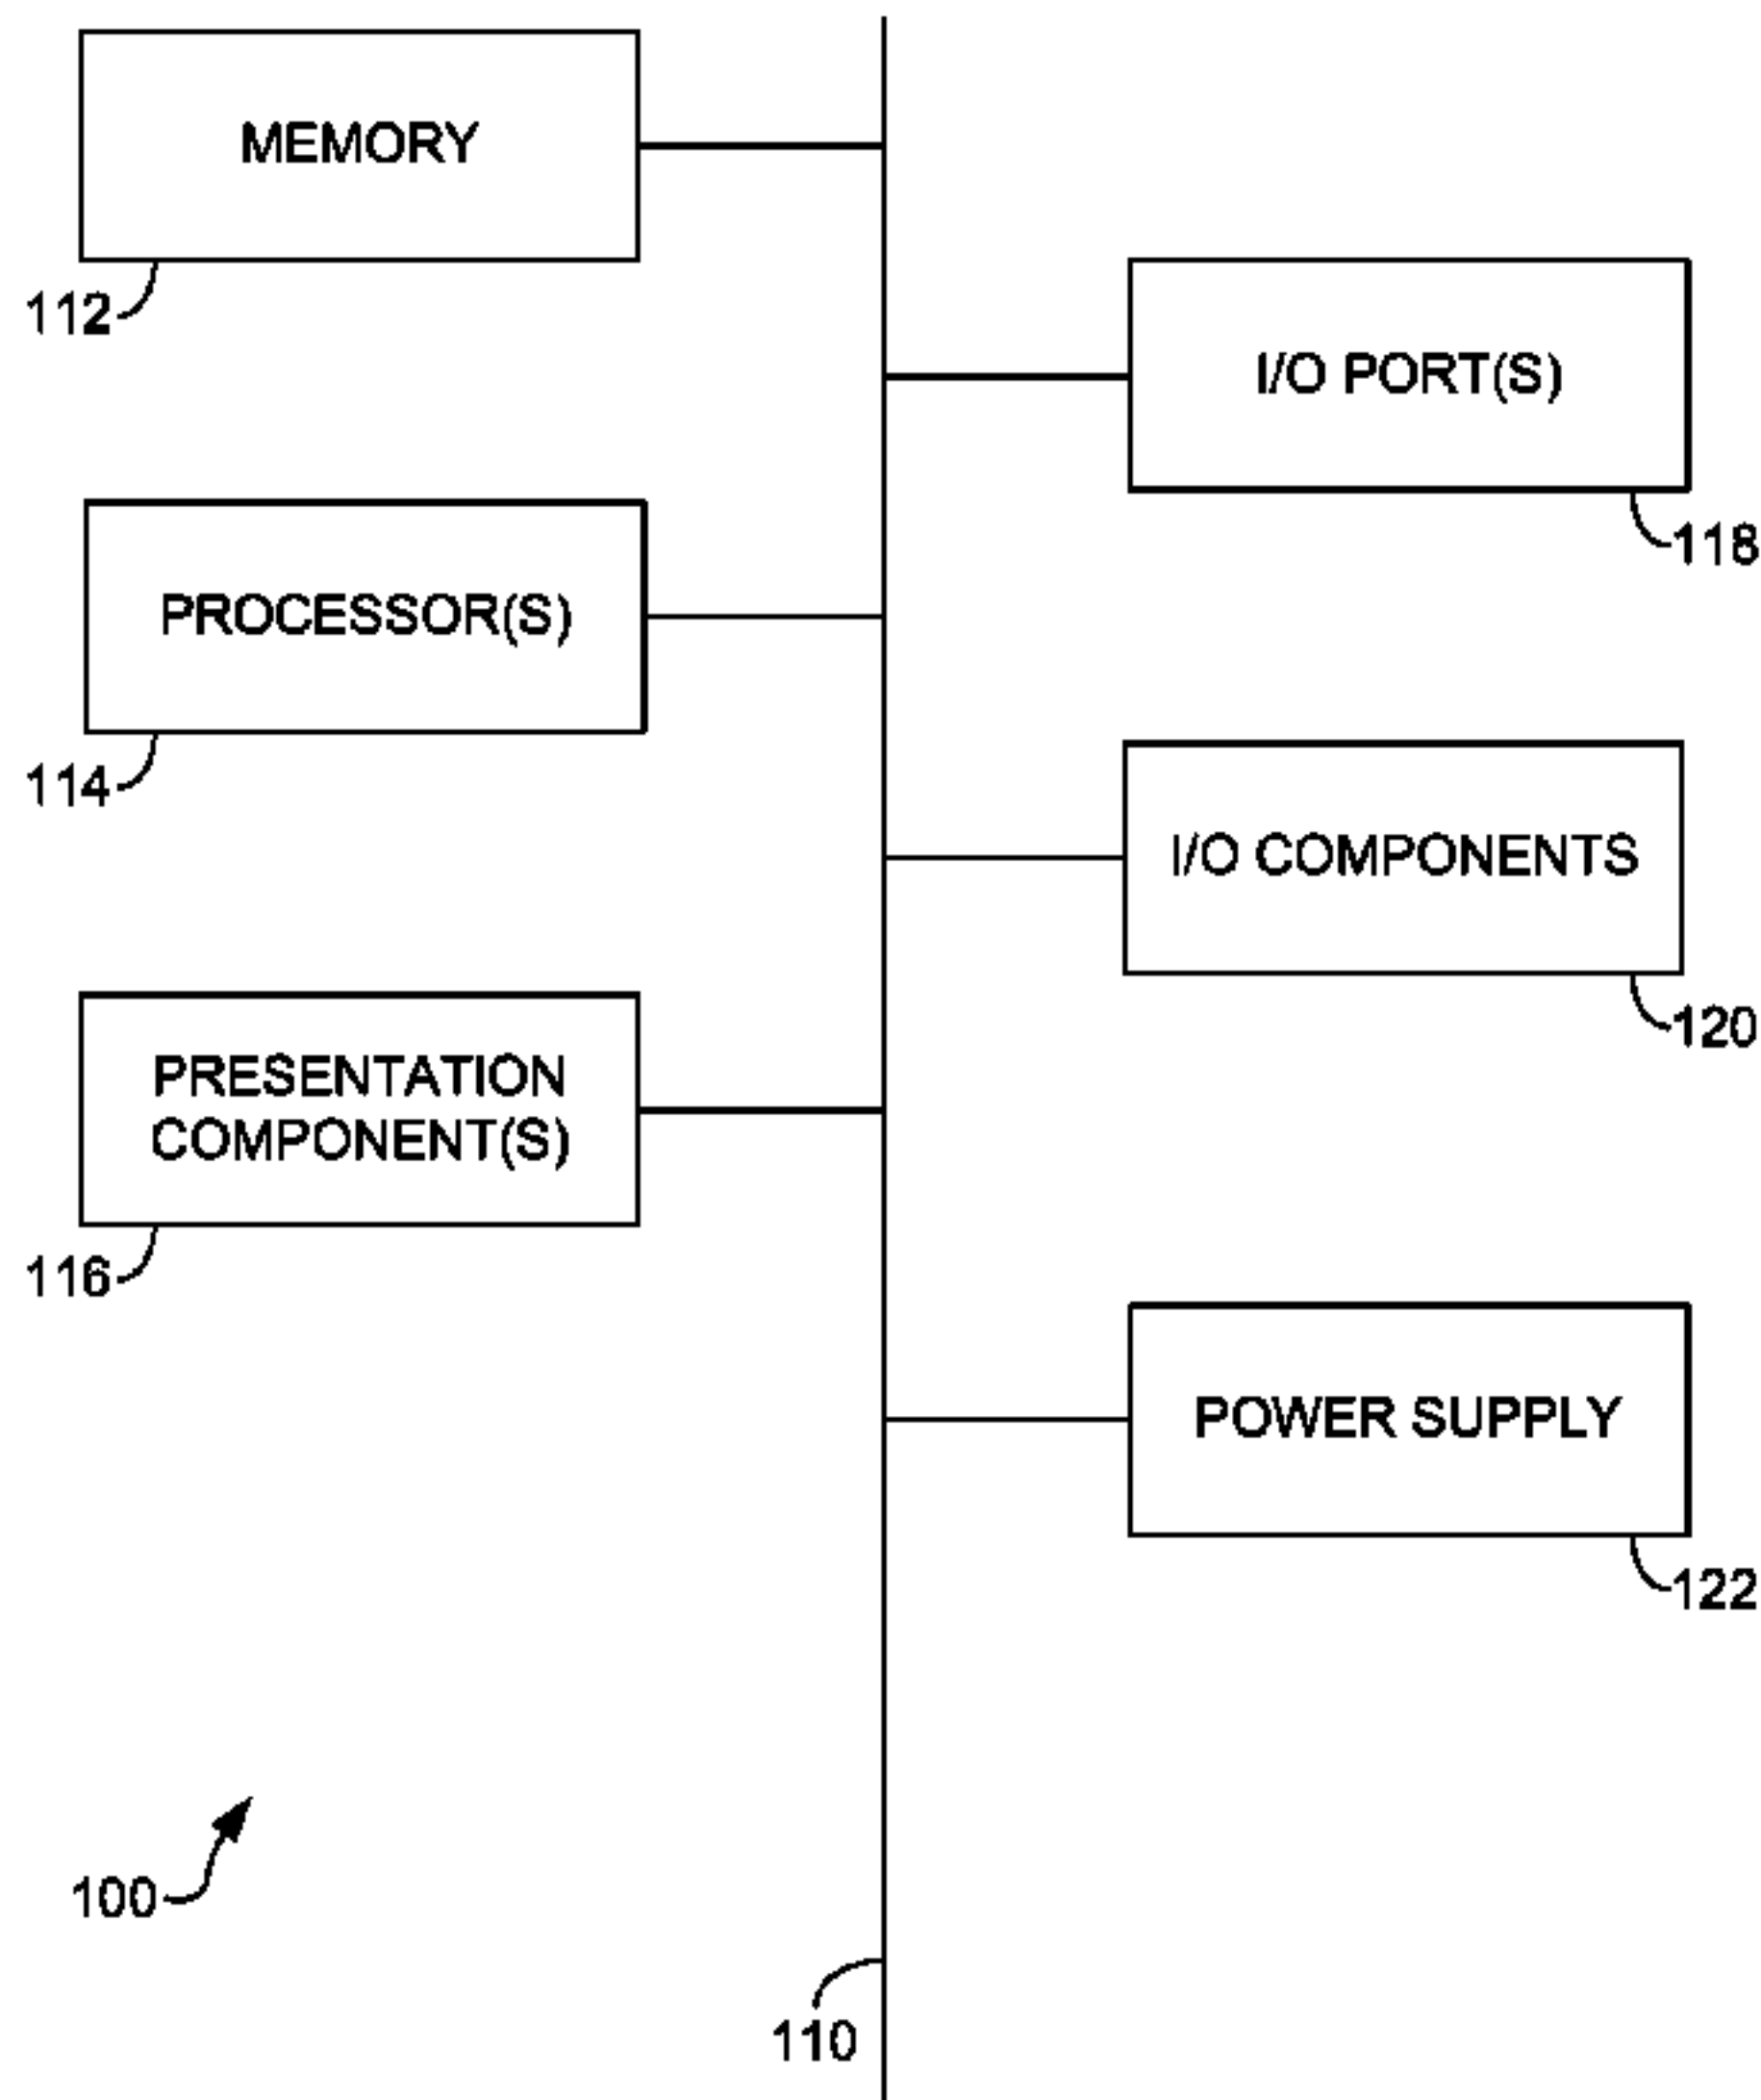 MEMORY
112
I/O PORT(S)
118
PROCESSOR(S)
114
I/O COMPONENTS
120
PRESENTATION
COMPONENT(S)
116
POWER SUPPLY
122
100
110